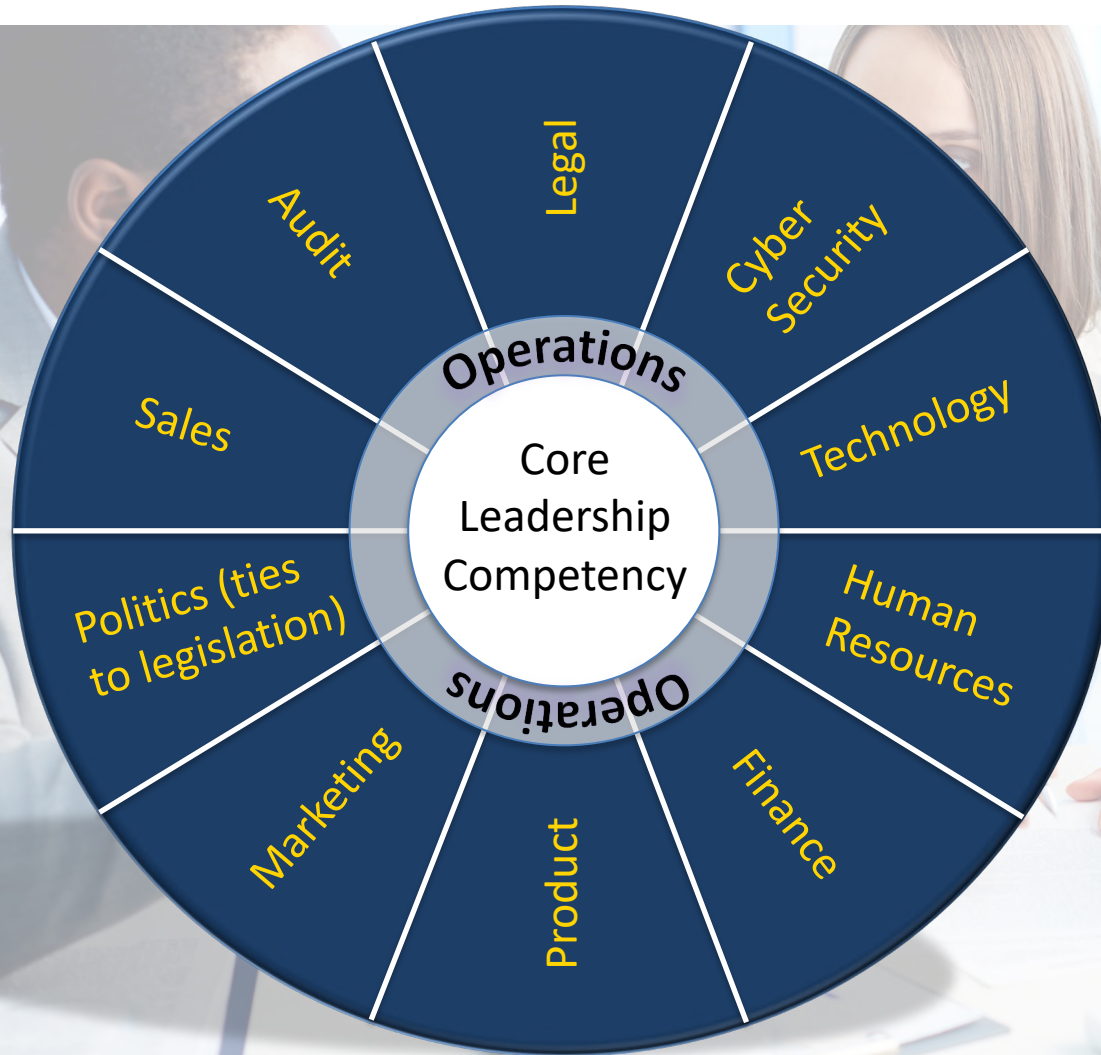 Legal
Cyber
Security
Technology
Human
Resources
Finance
Product
Marketing
Politics (ties
to legislation)
Sales
Audit
Operations
Core
Leadership
Competency
Operations